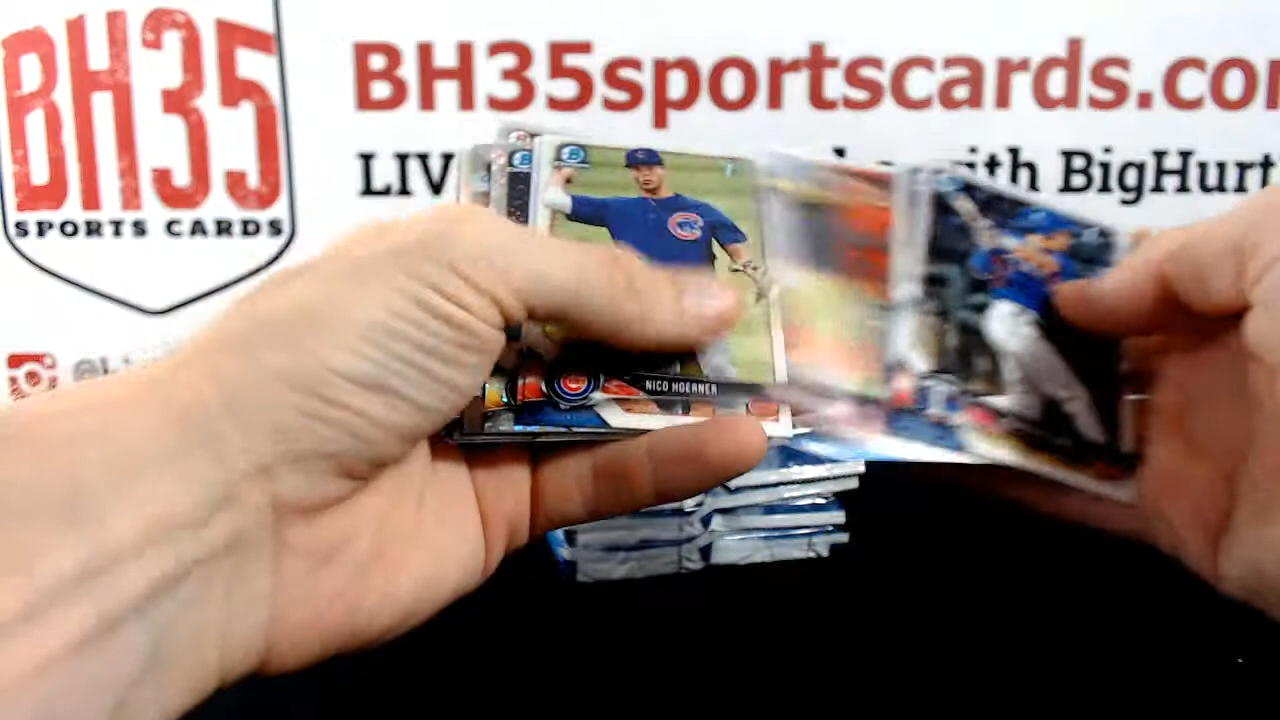 BH35
SPORTS CARDS
BH35sportscards.co
LIV ith BigHurt
@L
NICO HOERNER